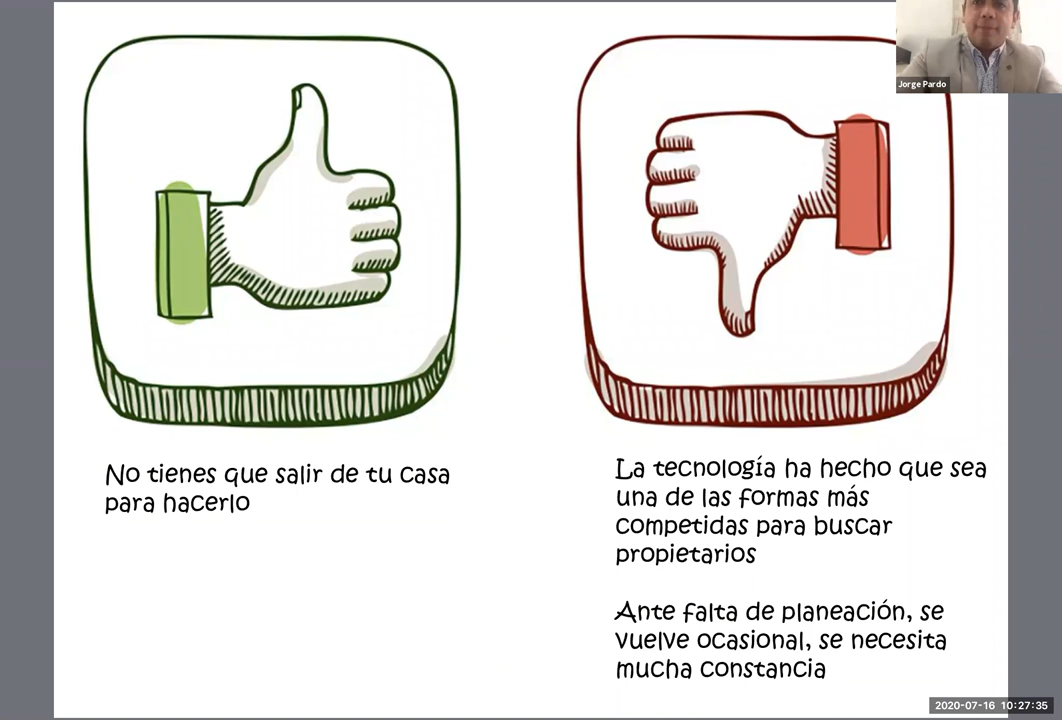 Jorge Pardo
No tienes que salir de tu casa
para hacerlo
La tecnología ha hecho que sea
una de las formas más
competidas para buscar
propietarios
Ante falta de planeación, se
vuelve ocasional, se necesita
mucha constancia
2020-07-16 10:27:35